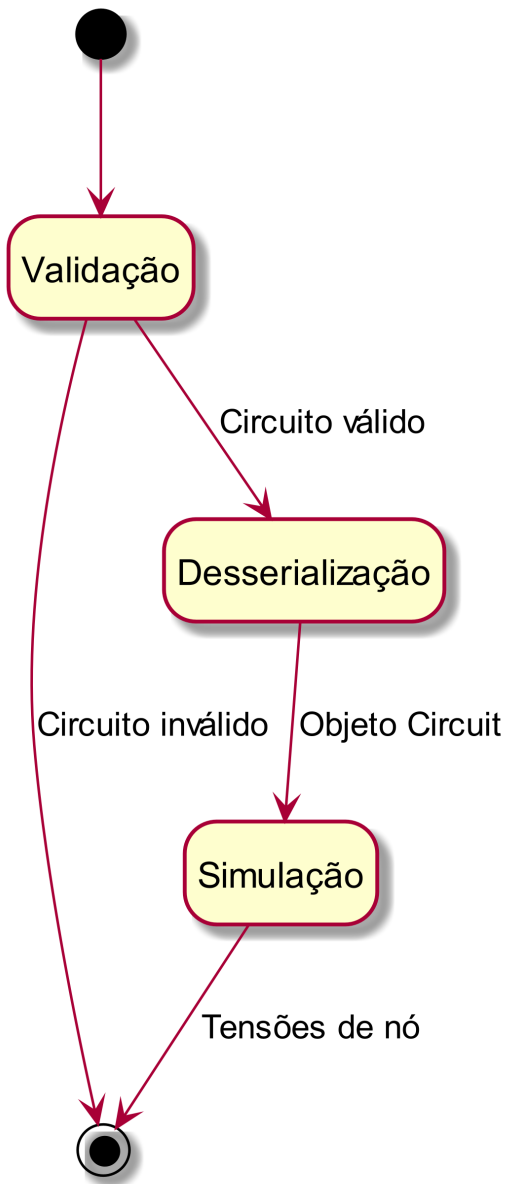 Validação
Circuito válido
Desserialização
Circuito inválido
Objeto Circuit
Simulação
Tensões de nó